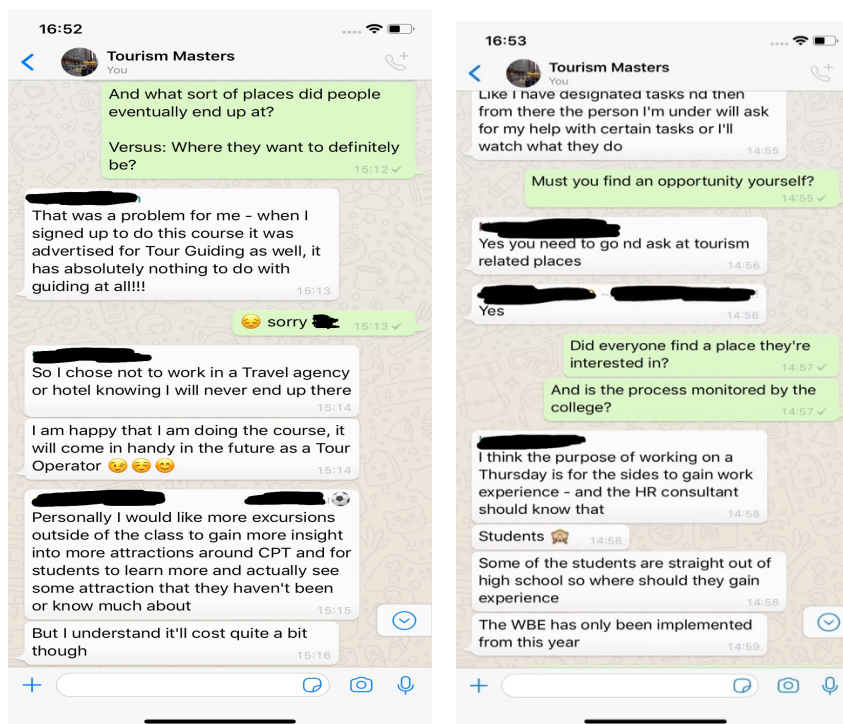 16:52
Tourism Masters
You
And what sort of places did people
eventually end up at?
Versus: Where they want to definitely
be?
15:12
That was a problem for me - when I
signed up to do this course it was
advertised for Tour Guiding as well, it
has absolutely nothing to do with
guiding at all!!!
15:13
😔 sorry
15:13
So I chose not to work in a Travel agency
or hotel knowing I will never end up there
15:14
I am happy that I am doing the course, it
will come in handy in the future as a Tour
Operator 😉 ☺️ 😊
15:14
Personally I would like more excursions
outside of the class to gain more insight
into more attractions around CPT and for
students to learn more and actually see
some attraction that they haven't been
or know much about
15:15
But I understand it'll cost quite a bit
though
15:16
16:53
Tourism Masters
You
Like I have designated tasks nd then
from there the person I'm under will ask
for my help with certain tasks or I'll
watch what they do
14:55
Must you find an opportunity yourself?
14:55
Yes you need to go nd ask at tourism
related places
14:56
Yes
14:56
Did everyone find a place they're
interested in?
14:57
And is the process monitored by the
college?
14:57
I think the purpose of working on a
Thursday is for the sides to gain work
experience - and the HR consultant
should know that
14:58
Students 🙈
14:58
Some of the students are straight out of
high school so where should they gain
experience
14:58
The WBE has only been implemented
from this year
14:59